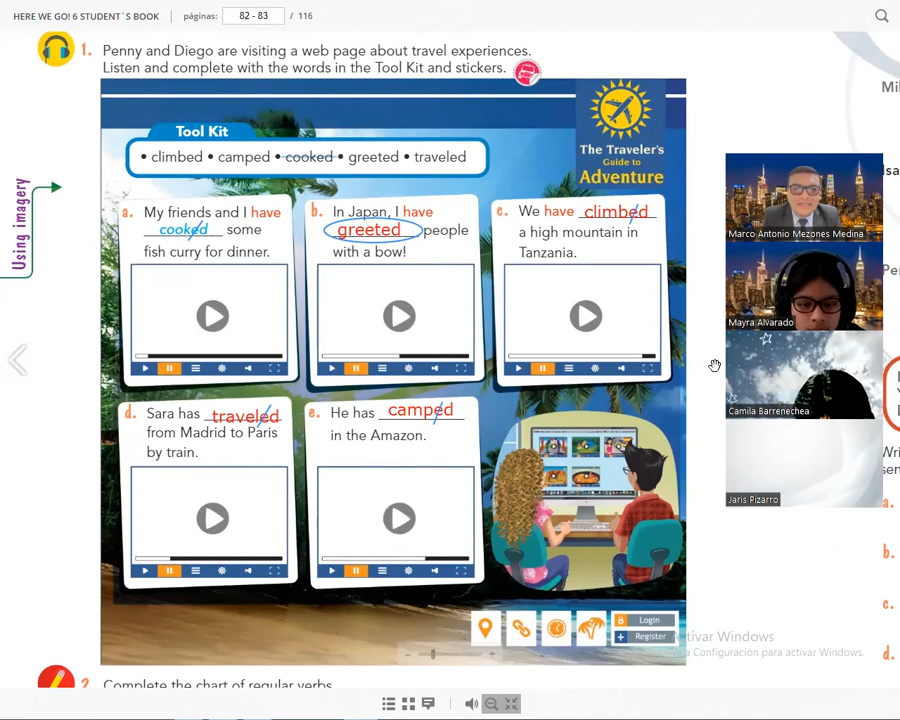 HERE WE GO! 6 STUDENT´S BOOK
páginas:
82 - 83
/ 116
1. Penny and Diego are visiting a web page about travel experiences.
Listen and complete with the words in the Tool Kit and stickers.
Using imagery
Tool Kit
• climbed • camped • cooked • greeted • traveled
The Traveler's
Guide to
Adventure
a. My friends and I have
cooked some
fish curry for dinner.
b. In Japan, I have
greeted people
with a bow!
c. We have climbed
a high mountain in
Tanzania.
d. Sara has traveled
from Madrid to Paris
by train.
e. He has camped
in the Amazon.
Login
Register
2. Complete the chart of regular verbs
Marco Antonio Mezones Medina
Mayra Alvarado
Camila Barrenechea
Jaris Pizarro
a.
b.
c.
d.
Activar Windows
a Configuración para activar Windows.